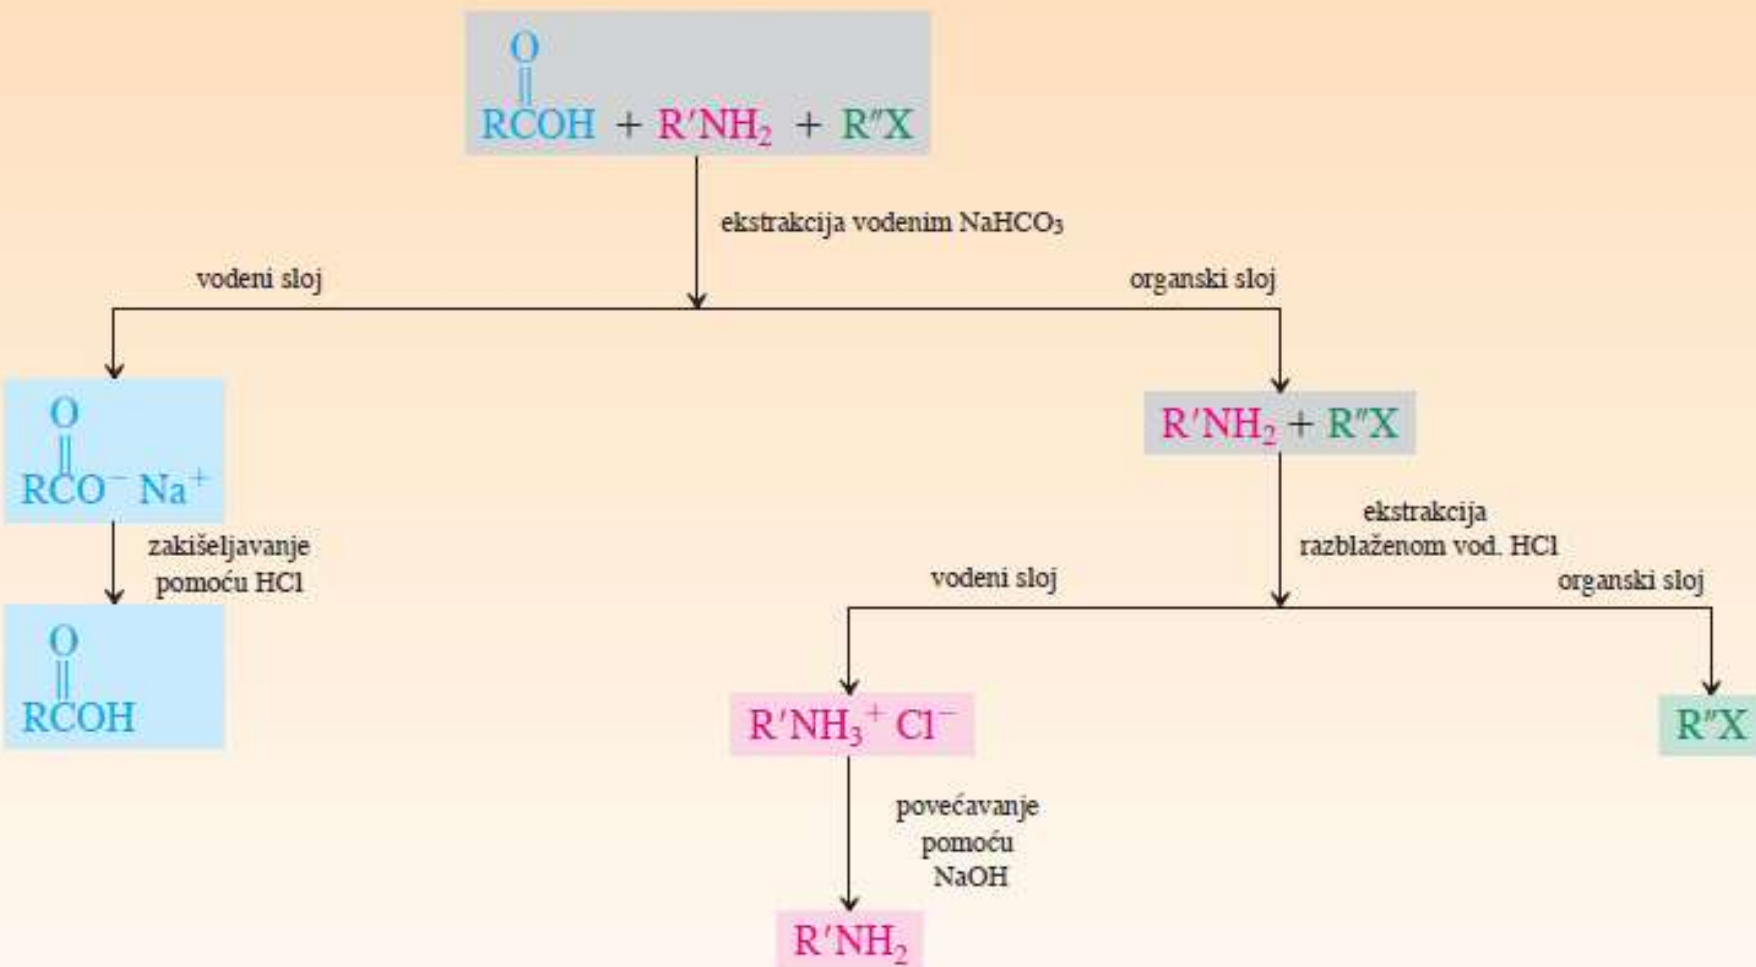 O
||
RCOH + R′NH₂ + R″X
ekstrakcija vodenim NaHCO₃
vodeni sloj
organski sloj
O
||
RCO⁻ Na⁺
R′NH₂ + R″X
zakišeljavanje
pomoću HCl
ekstrakcija
razblaženom vod. HCl
vodeni sloj
organski sloj
O
||
RCOH
R′NH₃⁺ Cl⁻
R″X
povećavanje
pomoću
NaOH
R′NH₂